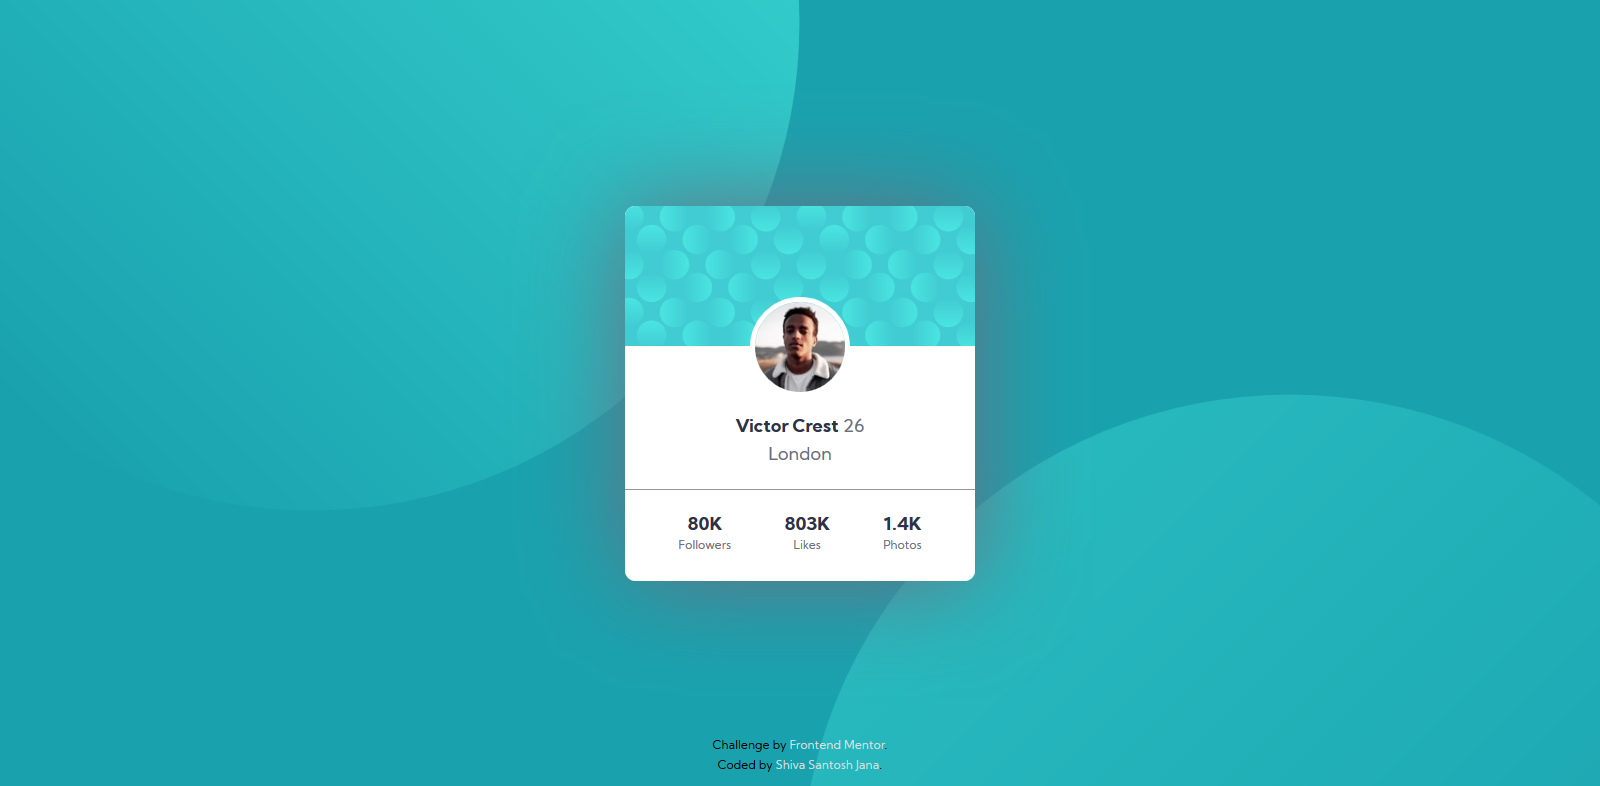 Victor Crest 26
London
80K 803K 1.4K
Followers Likes Photos
Challenge by Frontend Mentor.
Coded by Shiva Santosh Jana.